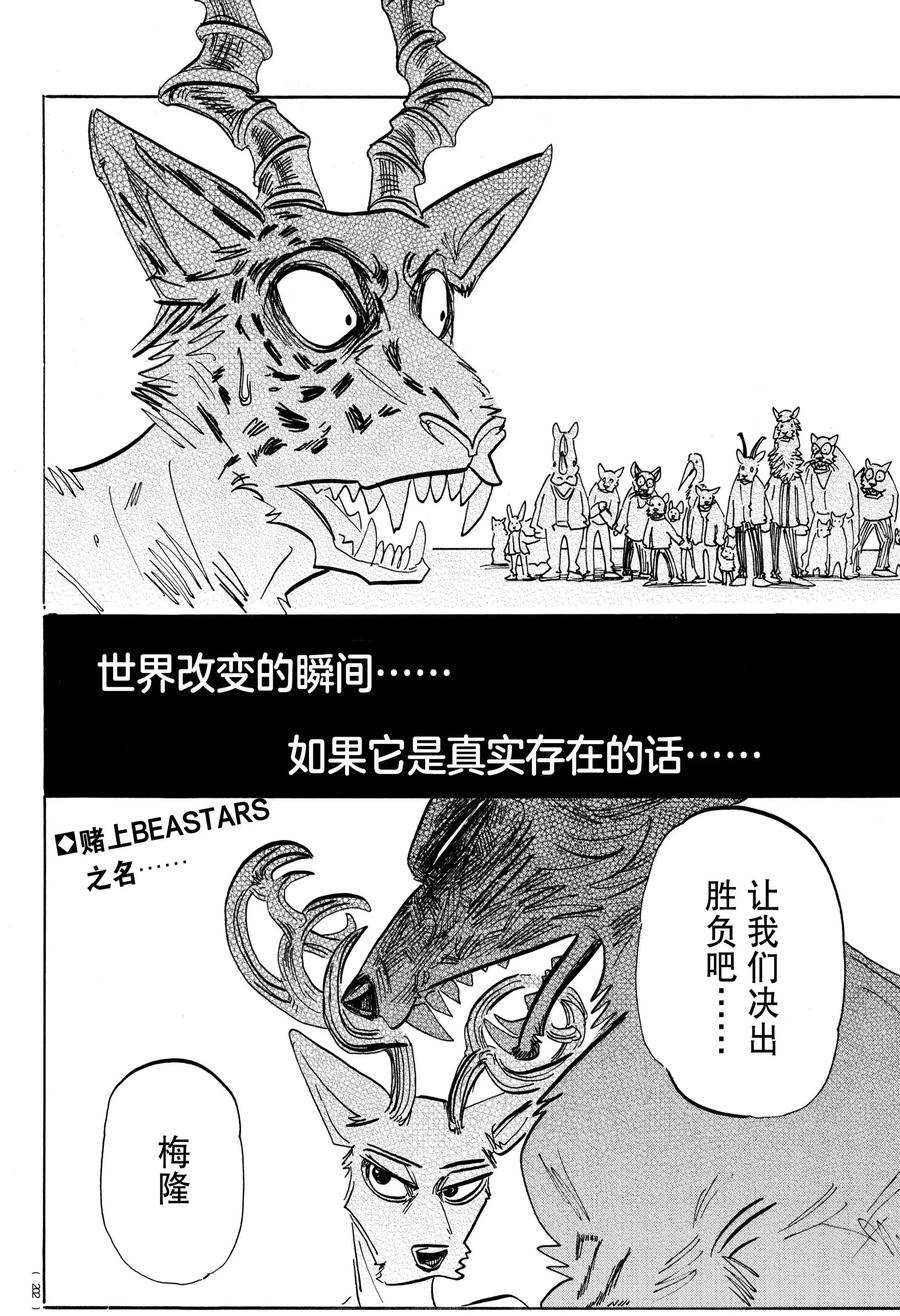 世界改变的瞬间……
如果它是真实存在的话……
赌上BEASTARS
之名……
让我们决出
胜负吧……
梅隆
( 202 )